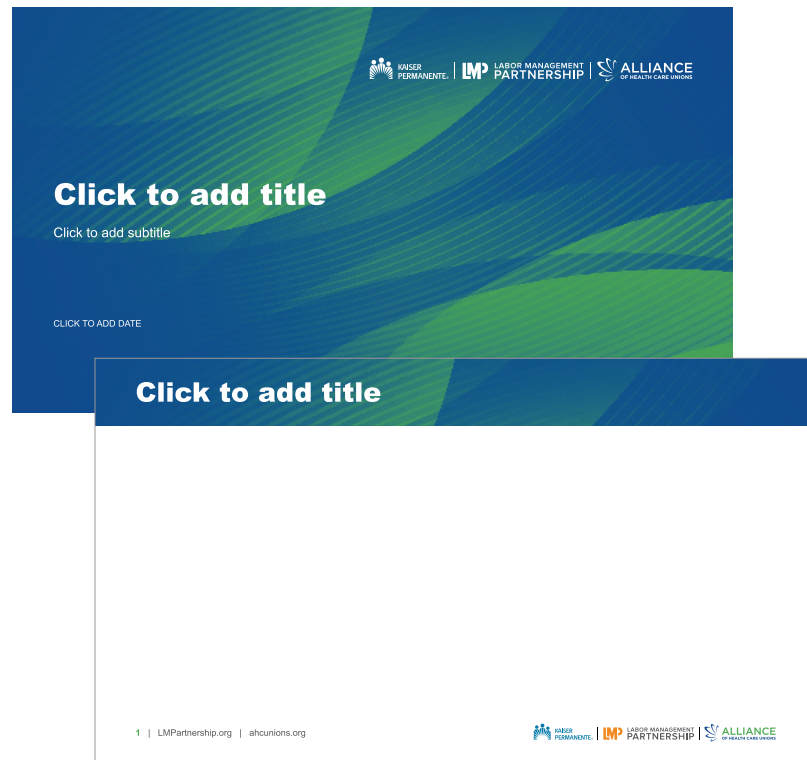 KAISER
PERMANENTE.
LMP
LABOR MANAGEMENT
PARTNERSHIP
ALLIANCE
OF HEALTH CARE UNIONS
Click to add title
Click to add subtitle
CLICK TO ADD DATE
Click to add title
1 | LMPartnership.org | ahcunions.org
KAISER
PERMANENTE.
LMP
LABOR MANAGEMENT
PARTNERSHIP
ALLIANCE
OF HEALTH CARE UNIONS